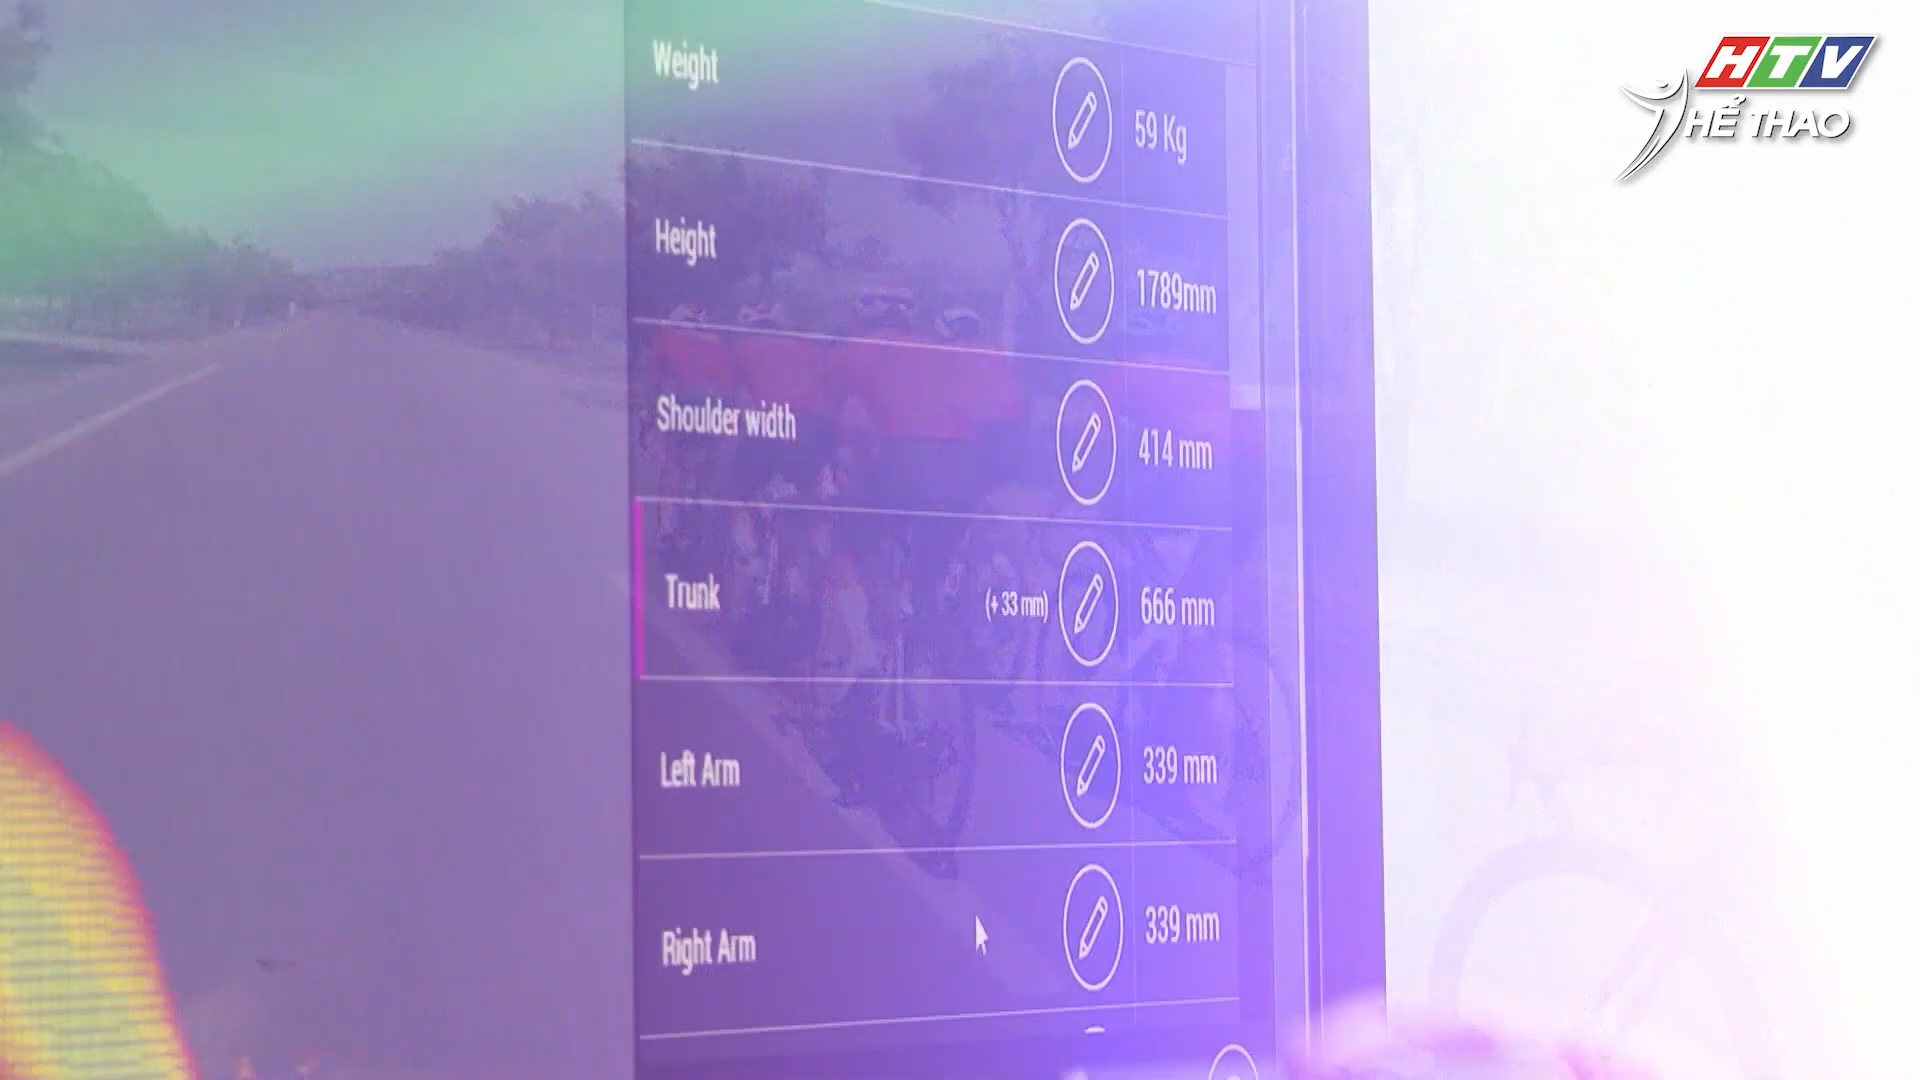 HTV
THỂ THAO
Weight
59 Kg
Height
1789mm
Shoulder width
414 mm
Trunk
(+ 33 mm)
666 mm
Left Arm
339 mm
Right Arm
339 mm